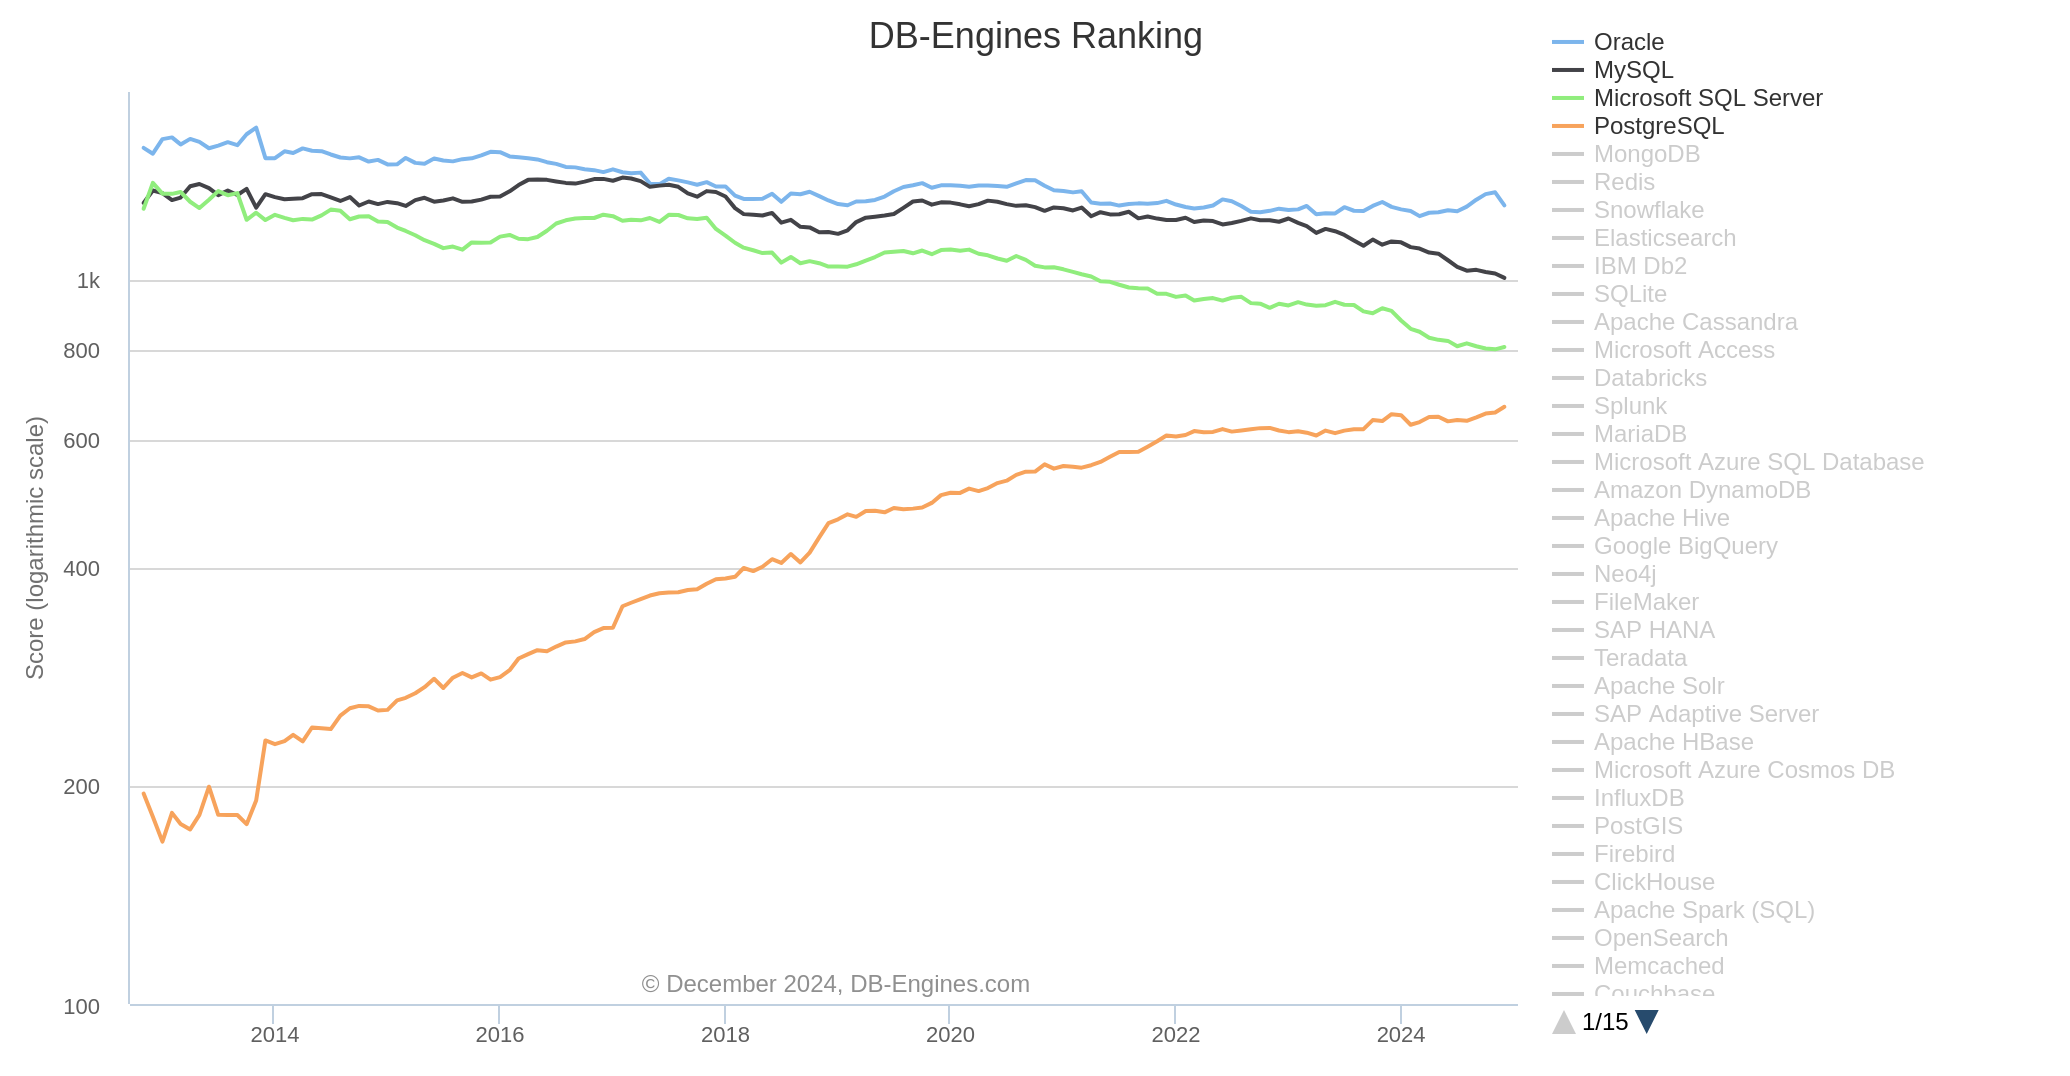 DB-Engines Ranking
Score (logarithmic scale)
1k
800
600
400
200
100
2014
2016
2018
2020
2022
2024
© December 2024, DB-Engines.com
Oracle
MySQL
Microsoft SQL Server
PostgreSQL
MongoDB
Redis
Snowflake
Elasticsearch
IBM Db2
SQLite
Apache Cassandra
Microsoft Access
Databricks
Splunk
MariaDB
Microsoft Azure SQL Database
Amazon DynamoDB
Apache Hive
Google BigQuery
Neo4j
FileMaker
SAP HANA
Teradata
Apache Solr
SAP Adaptive Server
Apache HBase
Microsoft Azure Cosmos DB
InfluxDB
PostGIS
Firebird
ClickHouse
Apache Spark (SQL)
OpenSearch
Memcached
Couchbase
1/15